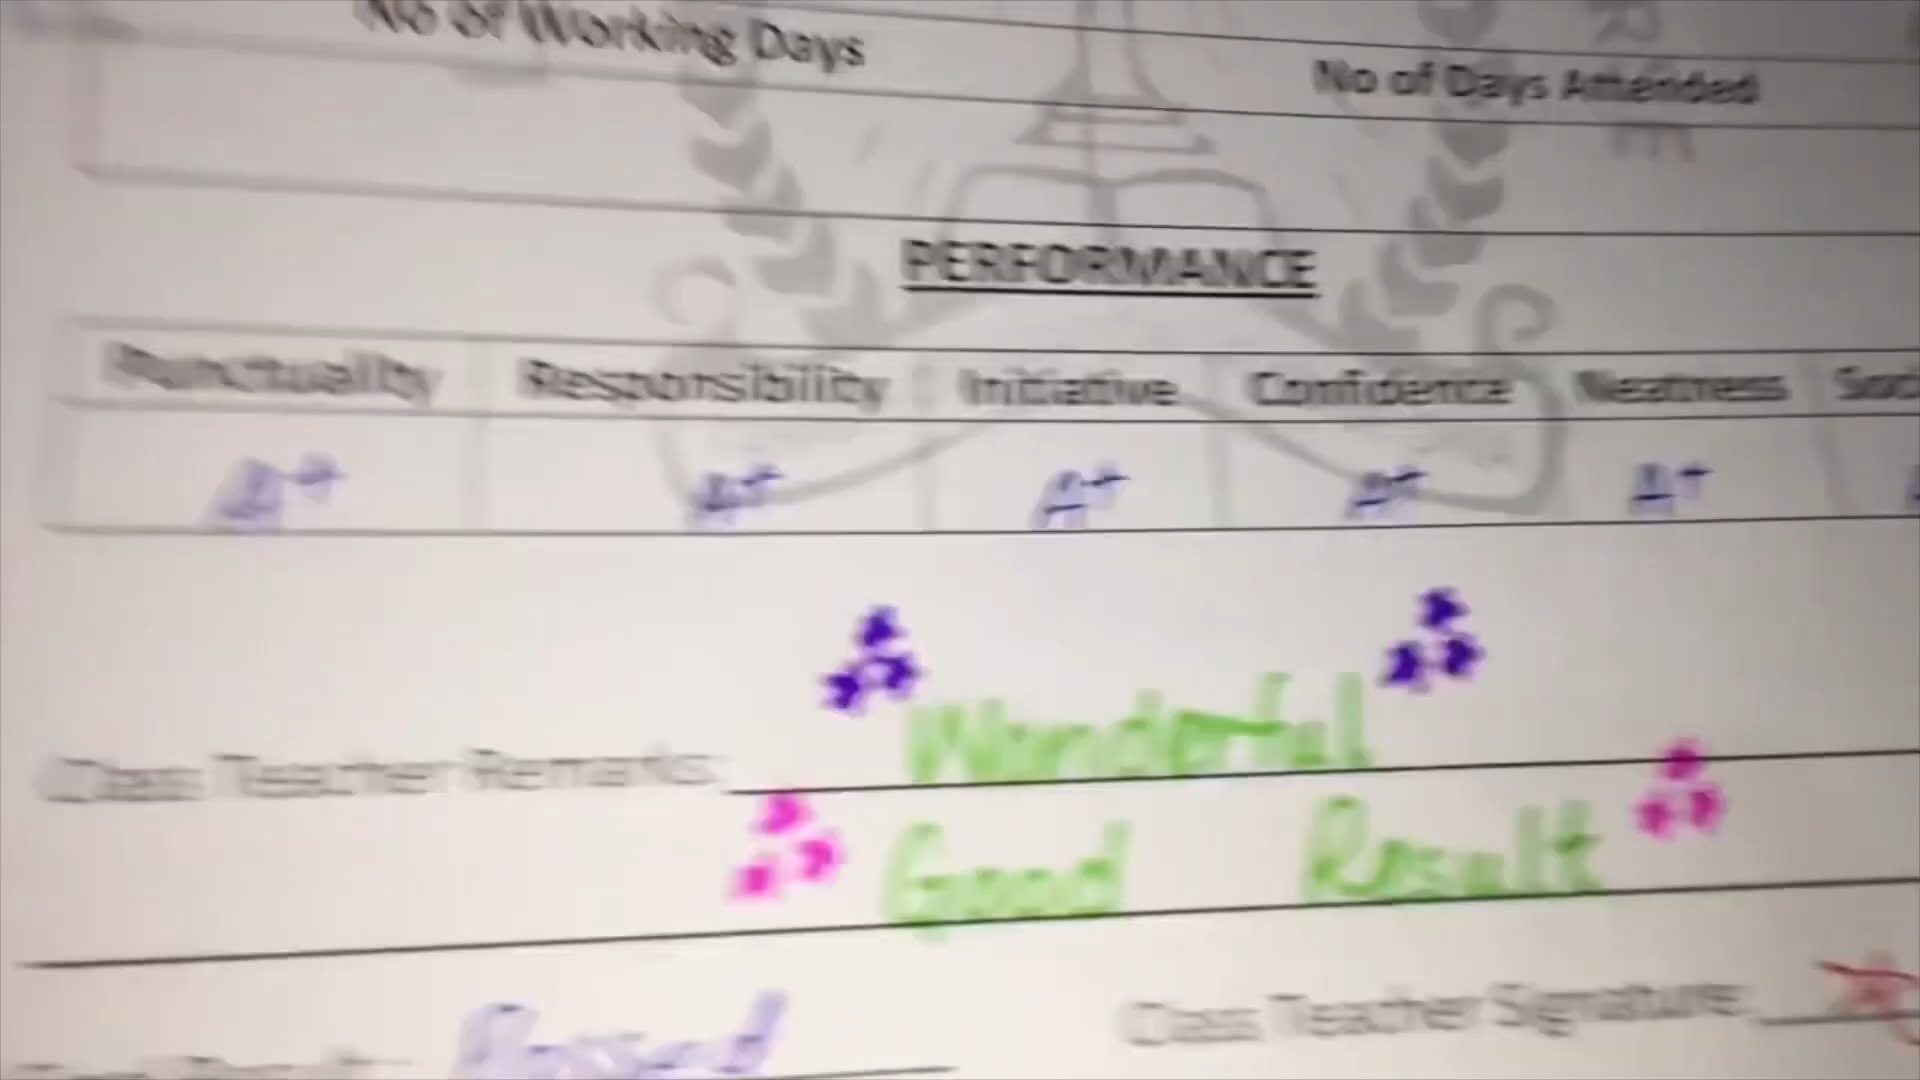 No of Working Days
No of Days Attended
PERFORMANCE
Punctuality Responsibility Initiative Confidence Neatness
A+ A+ A+ A+ A+
Class Teacher Remarks Wonderful
Good Result
Passed Class Teacher Signature